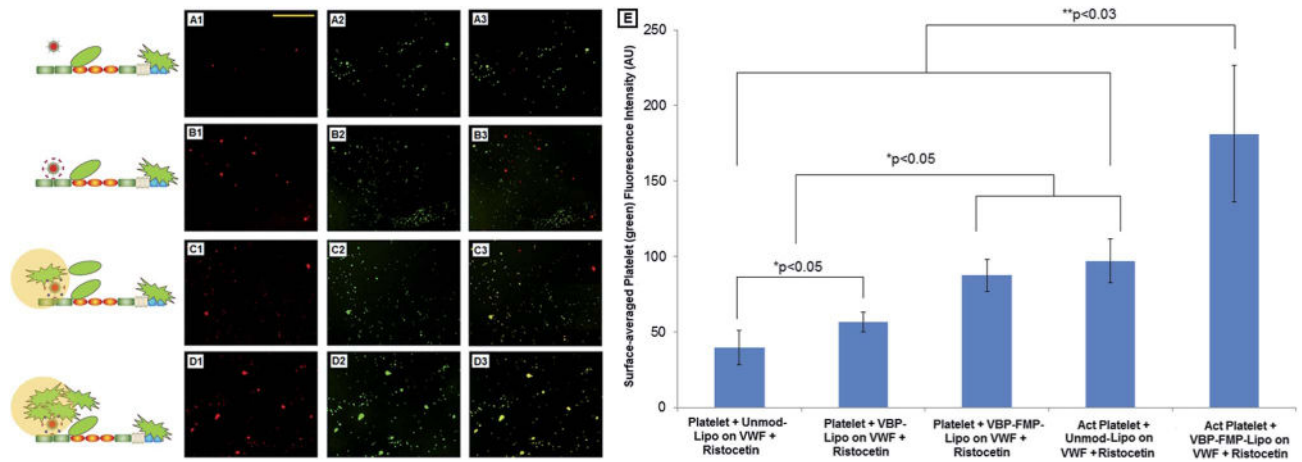 A1
A2
A3
B1
B2
B3
C1
C2
C3
D1
D2
D3
E
Surface-averaged Platelet (green) Fluorescence Intensity (AU)
250
200
150
100
50
0
**p<0.03
*p<0.05
*p<0.05
Platelet + Unmod-
Lipo on VWF +
Ristocetin
Platelet + VBP-
Lipo on VWF +
Ristocetin
Platelet + VBP-FMP-
Lipo on VWF +
Ristocetin
Act Platelet +
Unmod-Lipo on
VWF + Ristocetin
Act Platelet +
VBP-FMP-Lipo on
VWF + Ristocetin